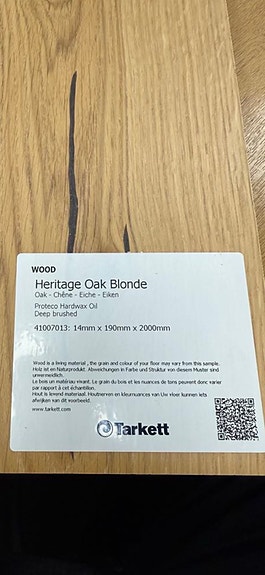 WOOD
Heritage Oak Blonde
Oak - Chêne - Eiche - Eiken
Proteco Hardwax Oil
Deep brushed
41007013: 14mm x 190mm x 2000mm
Wood is a living material , the grain and colour of your floor may vary from this sample.
Holz ist en Naturprodukt. Abweichungen in Farbe und Struktur von diesem Muster sind
unvermeidlich.
Le bois un matériau vivant. Le grain du bois et les nuances de tons peuvent donc varier
par rapport à cet échantillon.
Hout is levend materiaal. Houtnerven en kleurnuances van Uw vloer kunnen iets
afwijken van dit voorbeeld.
www.tarkett.com
Tarkett